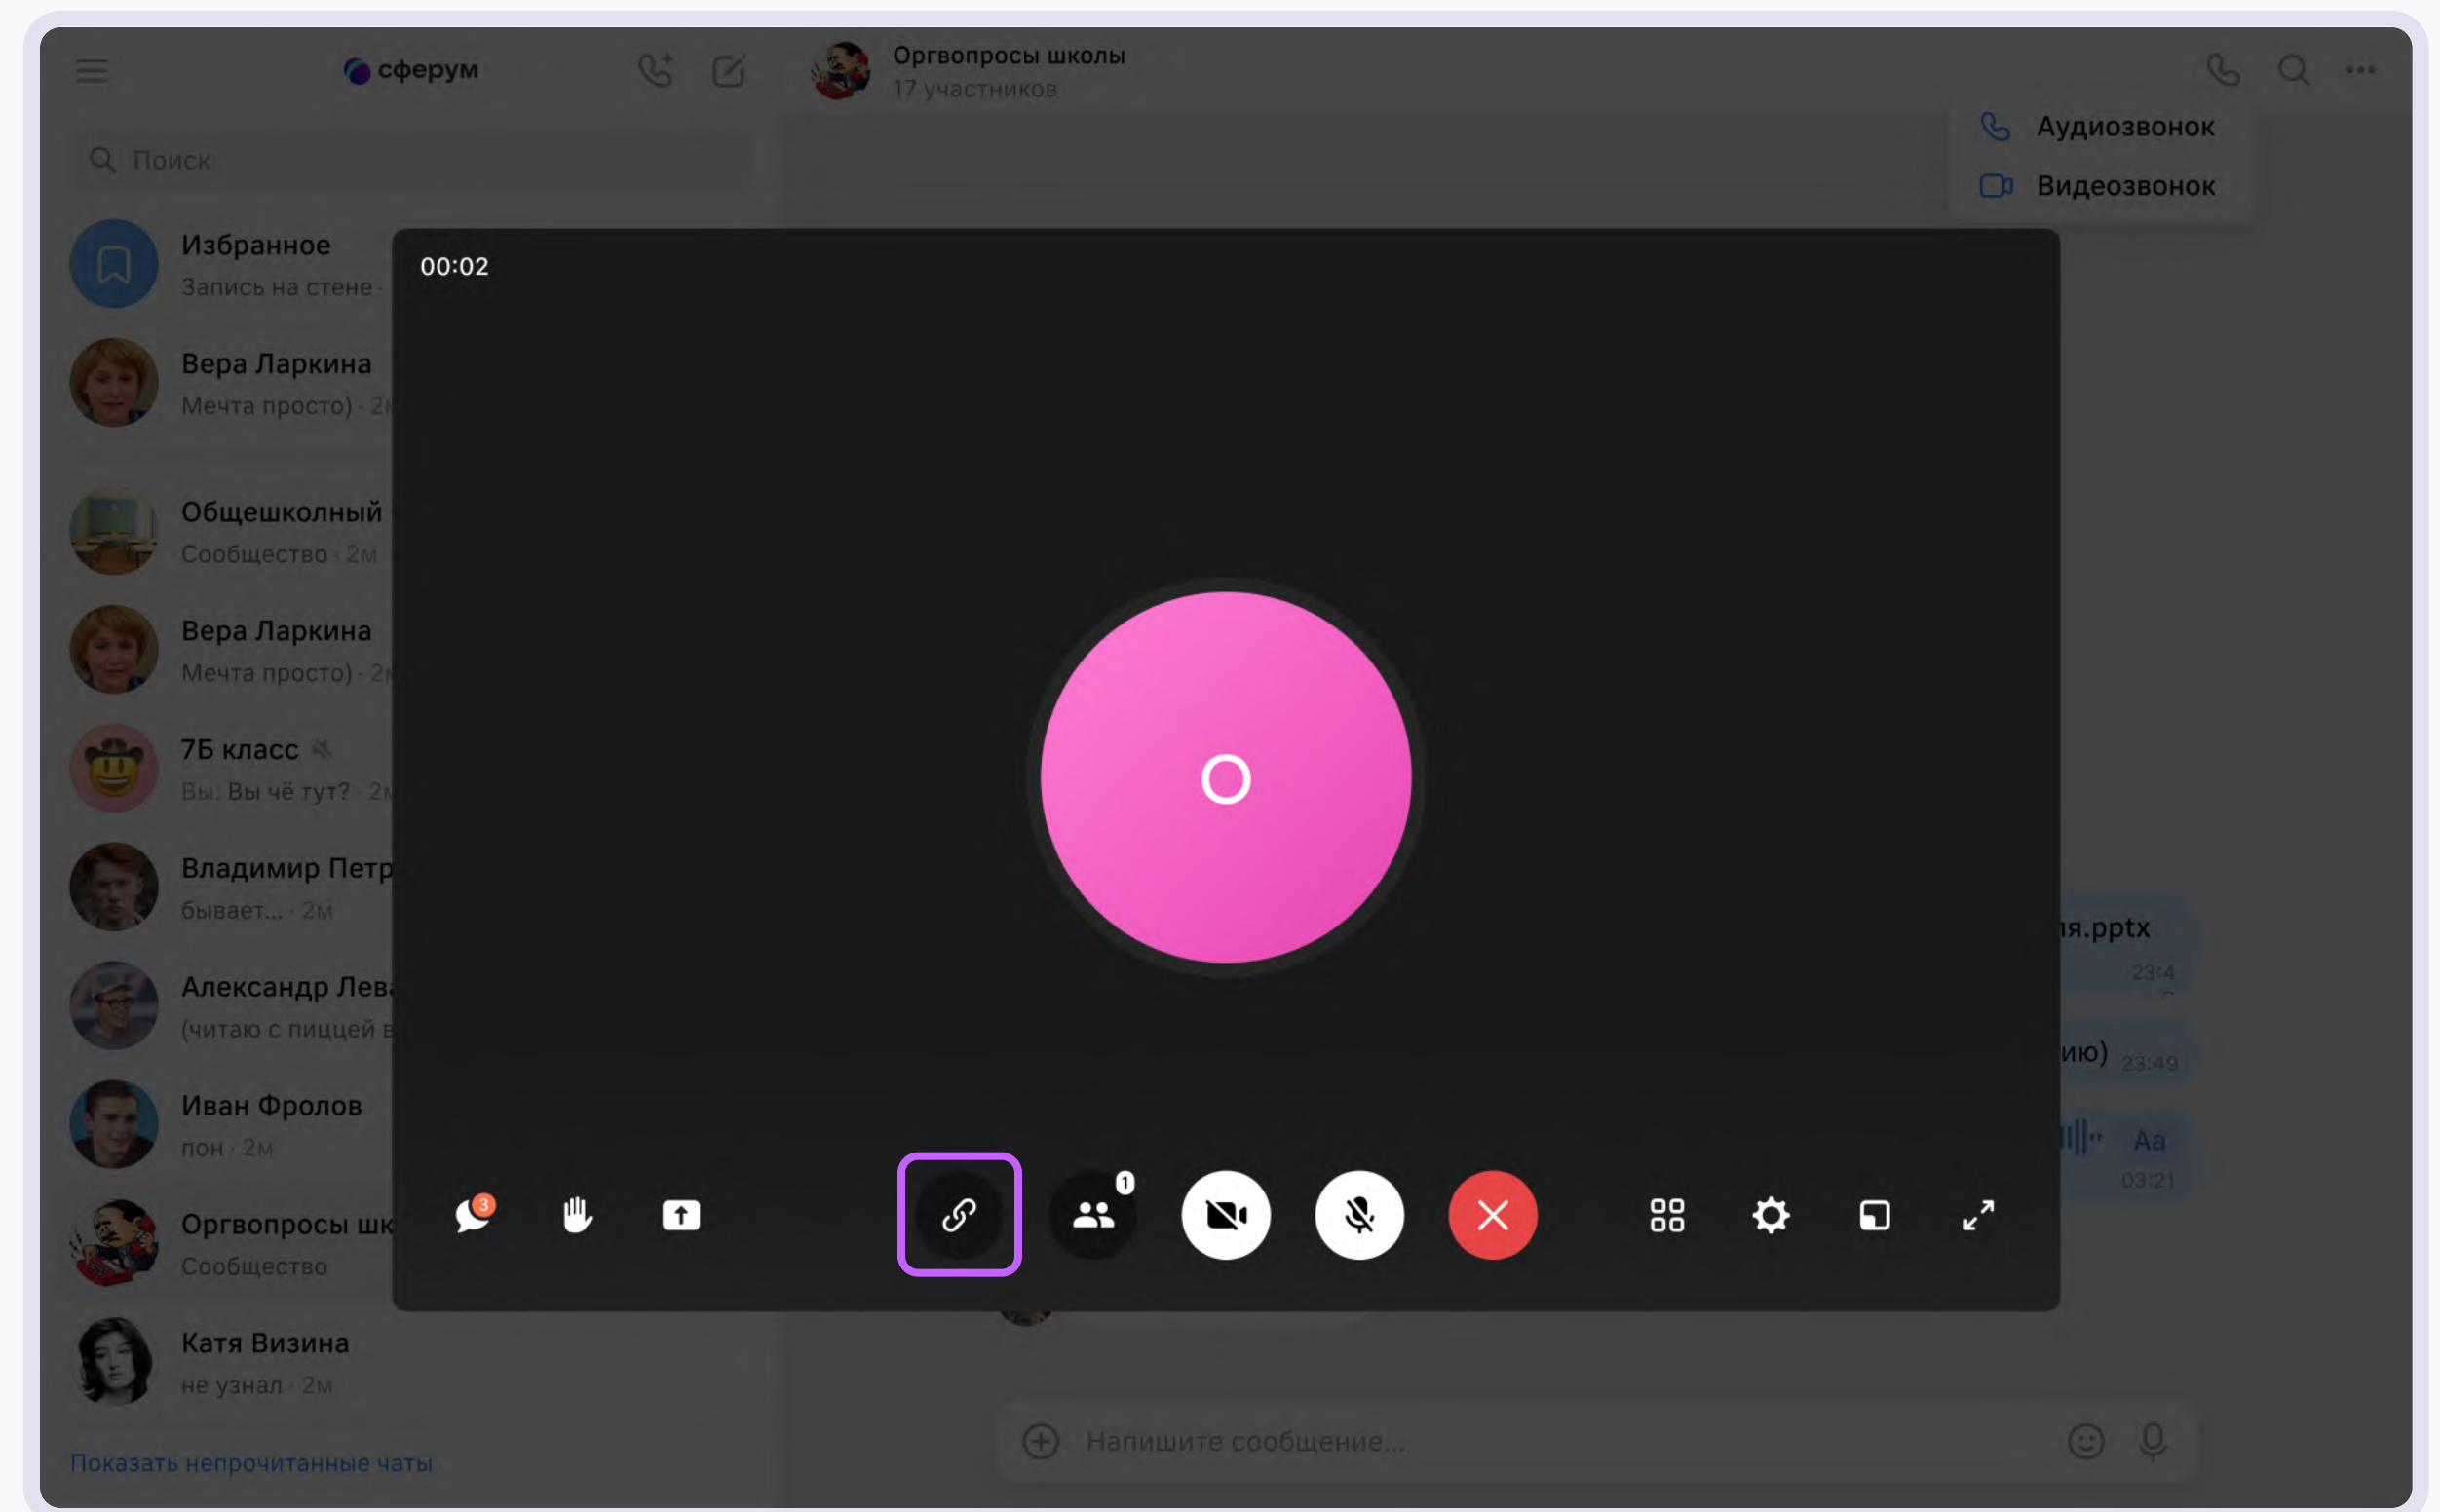 сферум
Оргвопросы школы
17 участников
Аудиозвонок
Видеозвонок
Поиск
Избранное
Запись на стене ·
Вера Ларкина
Мечта просто) ·
Общешкольный
Сообщество · 2м
Вера Ларкина
Мечта просто) ·
7Б класс
Вы: Вы чё тут? ·
Владимир Петр
бывает... · 2м
Александр Лев
(читаю с пиццей в
Иван Фролов
пон · 2м
Оргвопросы шк
Сообщество
Катя Визина
не узнал · 2м
Показать непрочитанные чаты
00:02
О
3
1
я.pptx
23:4
ию) 23:49
Aa
03:21
Напишите сообщение...